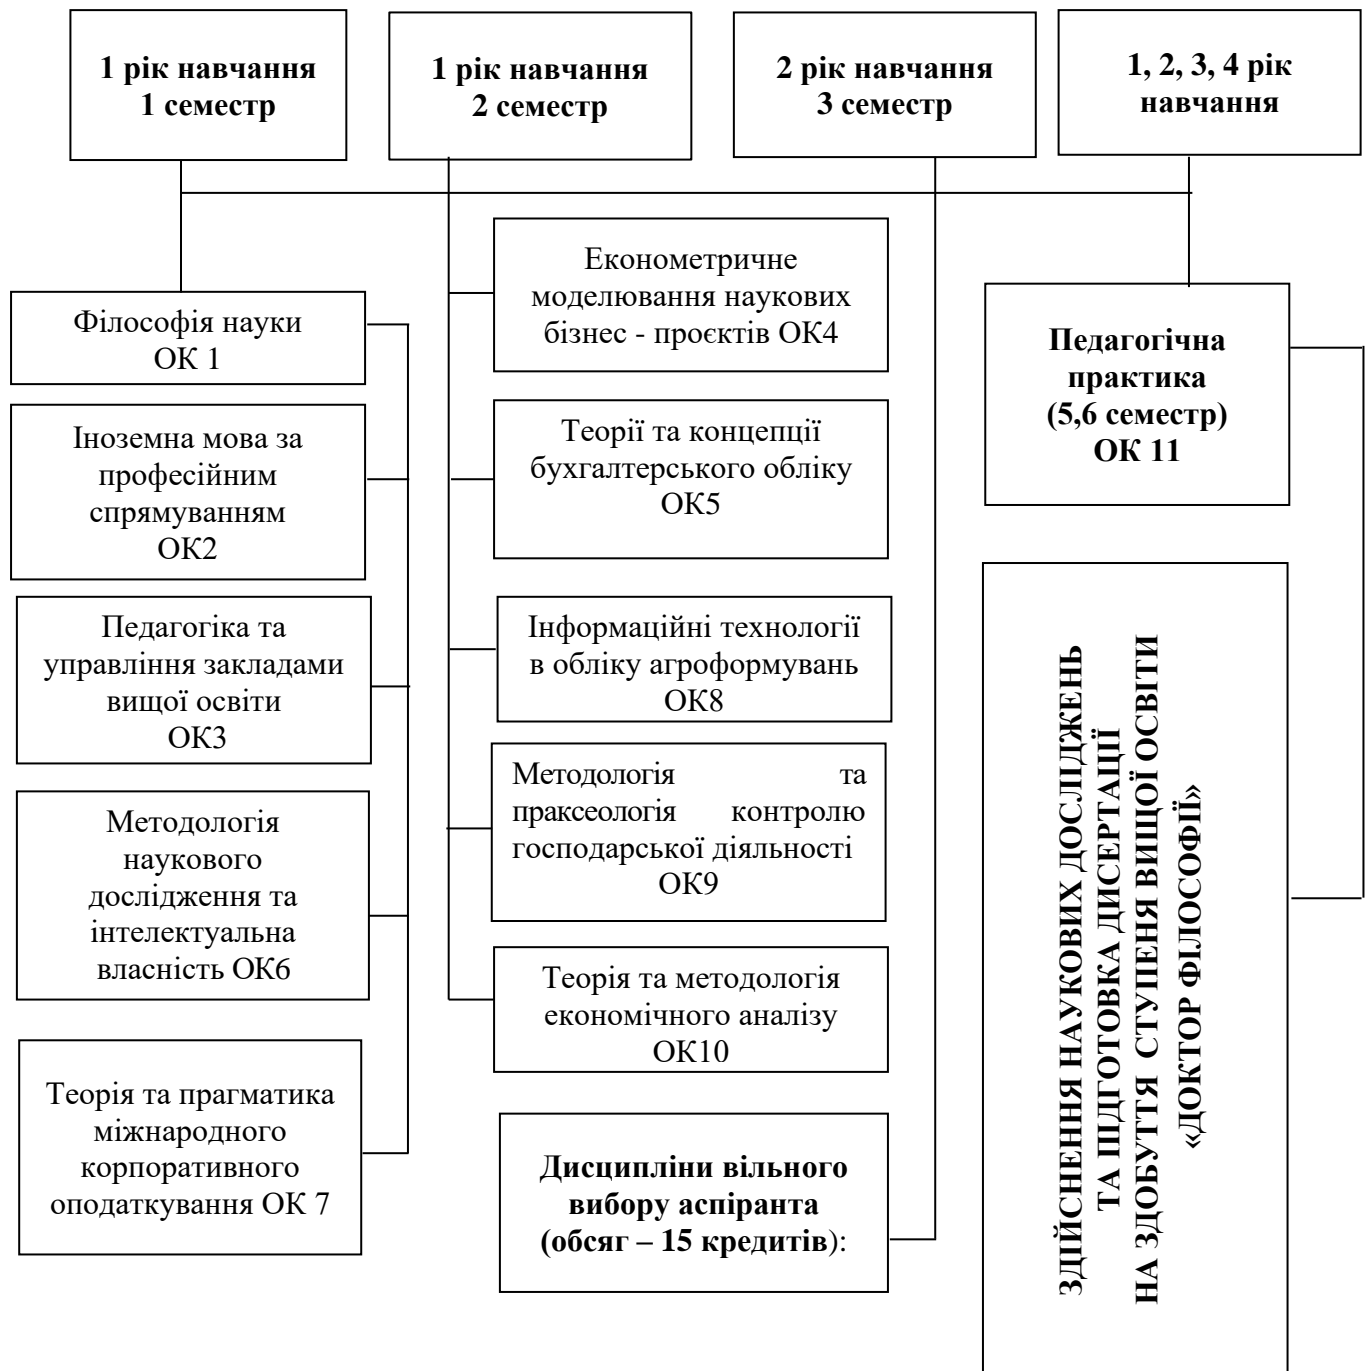 1 рік навчання
1 семестр
1 рік навчання
2 семестр
2 рік навчання
3 семестр
1, 2, 3, 4 рік
навчання
Філософія науки
ОК 1
Іноземна мова за
професійним
спрямуванням
ОК2
Педагогіка та
управління закладами
вищої освіти
ОК3
Методологія
наукового
дослідження та
інтелектуальна
власність ОК6
Теорія та прагматика
міжнародного
корпоративного
оподаткування ОК 7
Економетричне
моделювання наукових
бізнес - проєктів ОК4
Теорії та концепції
бухгалтерського обліку
ОК5
Інформаційні технології
в обліку агроформувань
ОК8
Методологія та
праксеологія контролю
господарської діяльності
ОК9
Теорія та методологія
економічного аналізу
ОК10
Дисципліни вільного
вибору аспіранта
(обсяг – 15 кредитів):
Педагогічна
практика
(5,6 семестр)
ОК 11
ЗДІЙСНЕННЯ НАУКОВИХ ДОСЛІДЖЕНЬ
ТА ПІДГОТОВКА ДИСЕРТАЦІЇ
НА ЗДОБУТТЯ СТУПЕНЯ ВИЩОЇ ОСВІТИ
«ДОКТОР ФІЛОСОФІЇ»